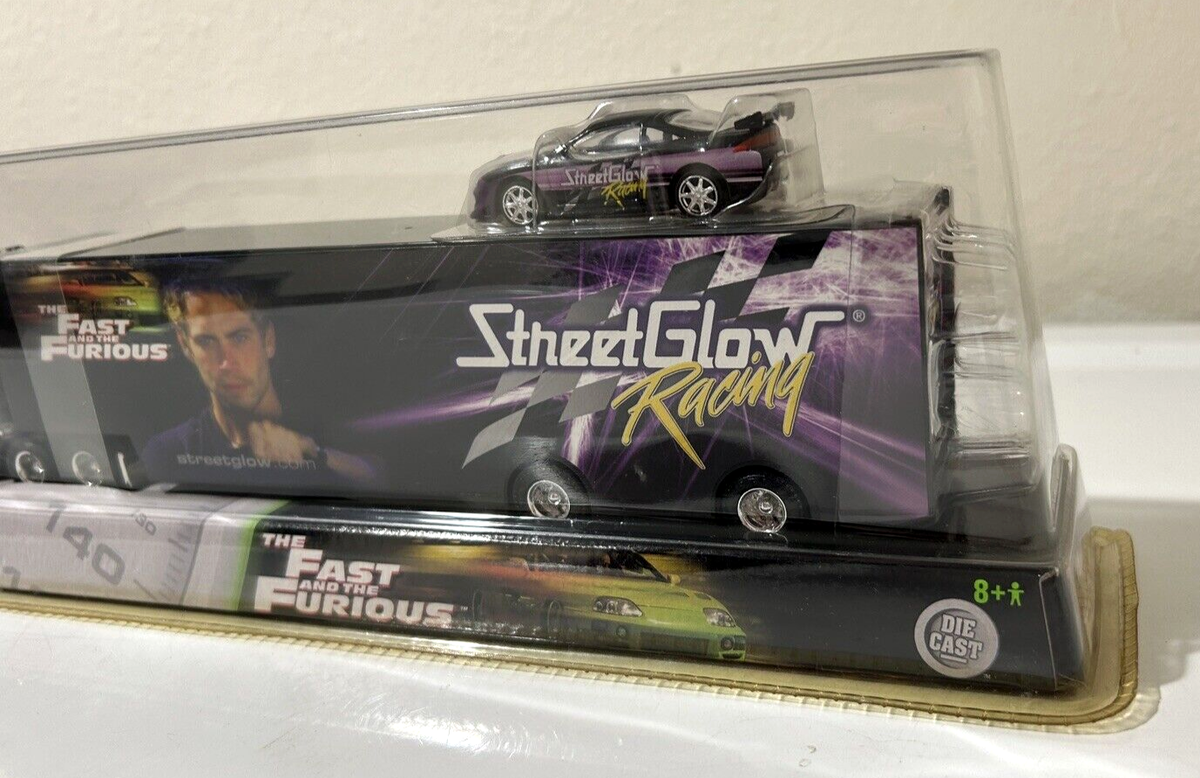 StreetGlow
Racing
THE
FAST
AND THE
FURIOUS
StreetGlow®
Racing
streetglow.com
140
THE
FAST
AND THE
FURIOUS™
8+
DIE
CAST